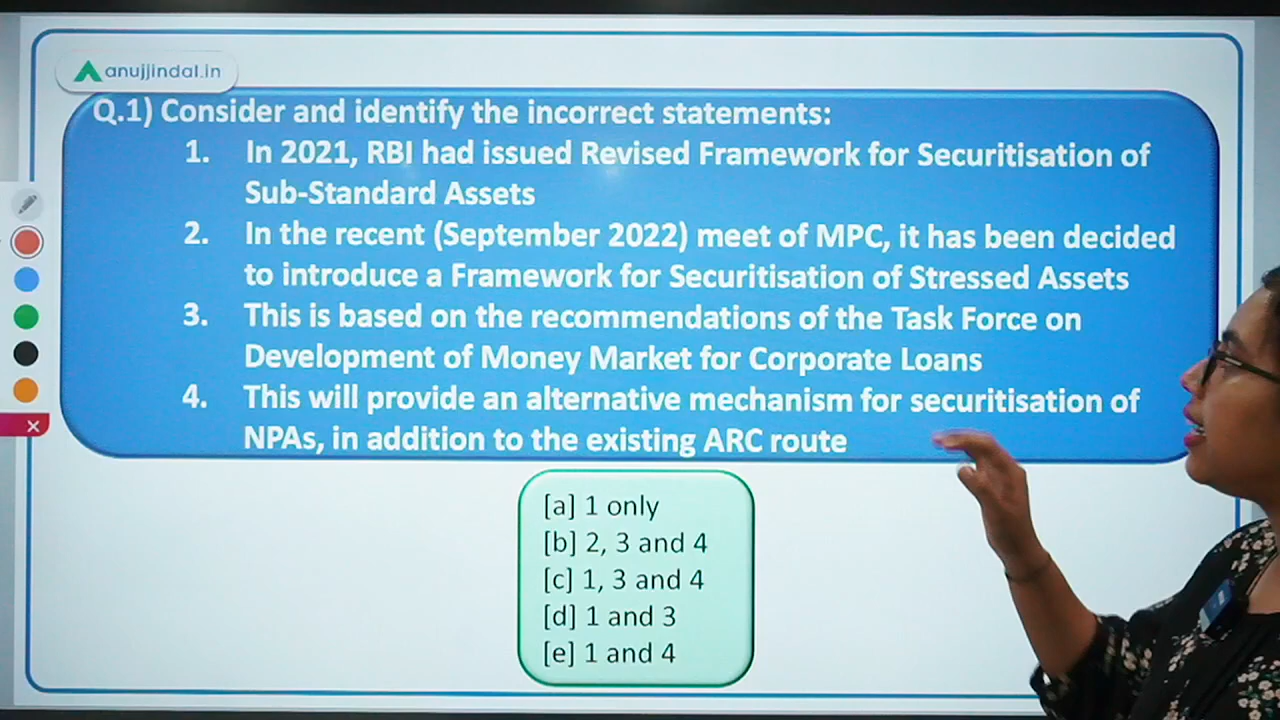 anujjindal.in
Q.1) Consider and identify the incorrect statements:
1. In 2021, RBI had issued Revised Framework for Securitisation of
Sub-Standard Assets
2. In the recent (September 2022) meet of MPC, it has been decided
to introduce a Framework for Securitisation of Stressed Assets
3. This is based on the recommendations of the Task Force on
Development of Money Market for Corporate Loans
4. This will provide an alternative mechanism for securitisation of
NPAs, in addition to the existing ARC route
[a] 1 only
[b] 2, 3 and 4
[c] 1, 3 and 4
[d] 1 and 3
[e] 1 and 4